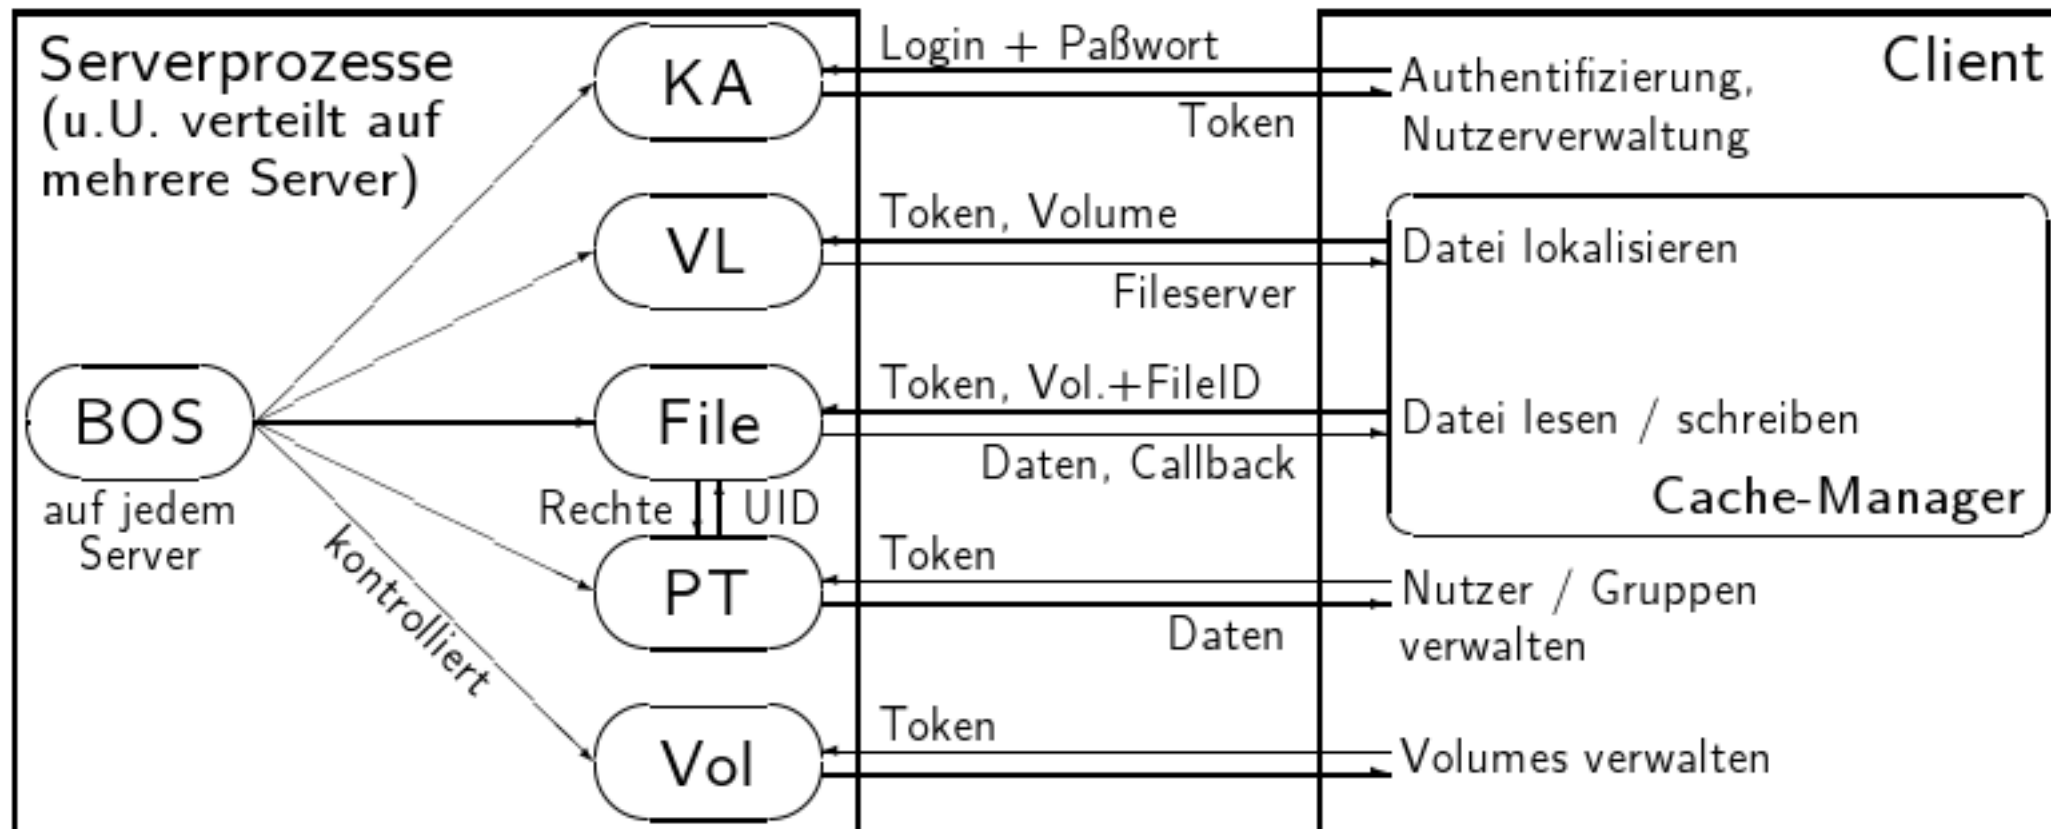 Serverprozesse
(u.U. verteilt auf
mehrere Server)
KA
Login + Paßwort
Token
Client
Authentifizierung,
Nutzerverwaltung
VL
Token, Volume
Fileserver
Datei lokalisieren
BOS
auf jedem
Server
kontrolliert
File
Token, Vol.+FileID
Daten, Callback
Datei lesen / schreiben
Cache-Manager
Rechte
UID
PT
Token
Daten
Nutzer / Gruppen
verwalten
Vol
Token
Volumes verwalten